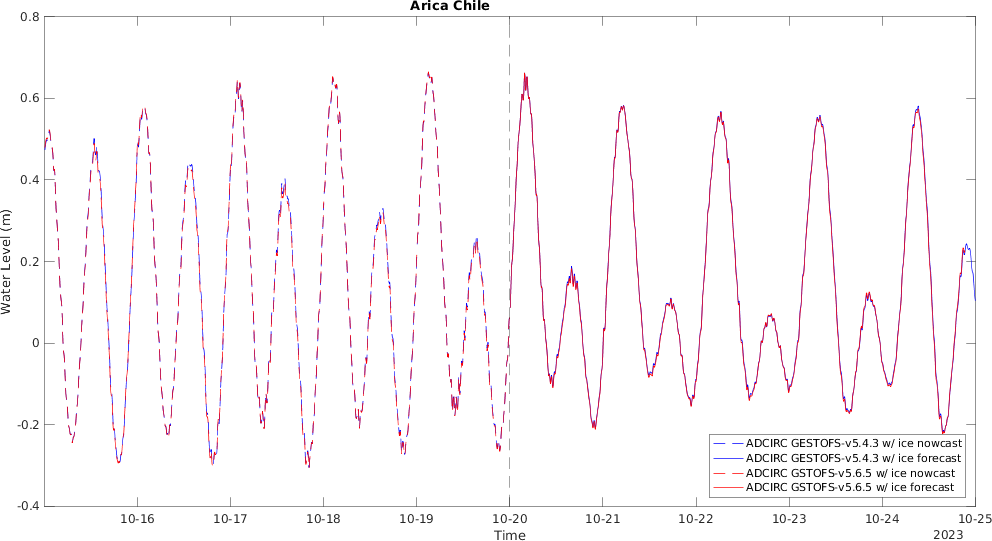 Arica Chile
0.8
0.6
0.4
0.2
0
-0.2
-0.4
Water Level (m)
ADCIRC GESTOFS-v5.4.3 w/ ice nowcast
ADCIRC GESTOFS-v5.4.3 w/ ice forecast
ADCIRC GSTOFS-v5.6.5 w/ ice nowcast
ADCIRC GSTOFS-v5.6.5 w/ ice forecast
10-16 10-17 10-18 10-19 10-20 10-21 10-22 10-23 10-24 10-25
Time
2023